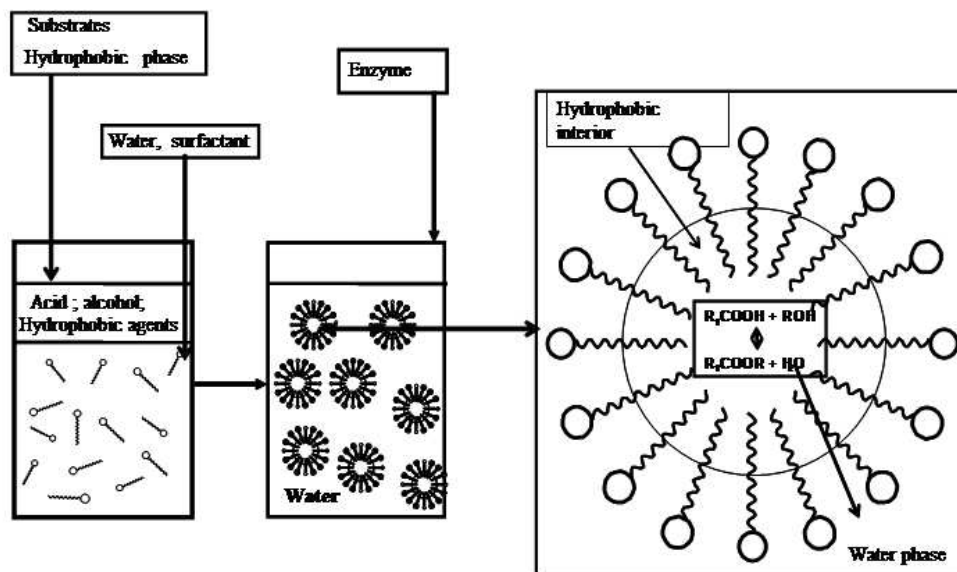 Substrates
Hydrophobic phase
Water, surfactant
Enzyme
Acid ; alcohol;
Hydrophobic agents
Water
Hydrophobic
interior
R₁COOH + ROH
R₁COOR + HO
Water phase